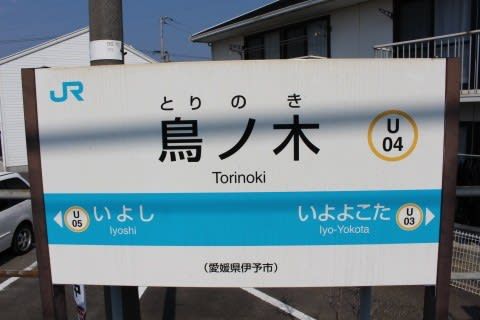 JR
とりのき
鳥ノ木
U
04
Torinoki
U
05
いよし
Iyoshi
いよよこた
Iyo-Yokota
U
03
（愛媛県伊予市）